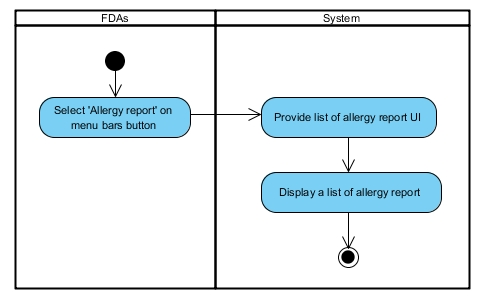 FDAs
System
Select 'Allergy report' on
menu bars button
Provide list of allergy report UI
Display a list of allergy report